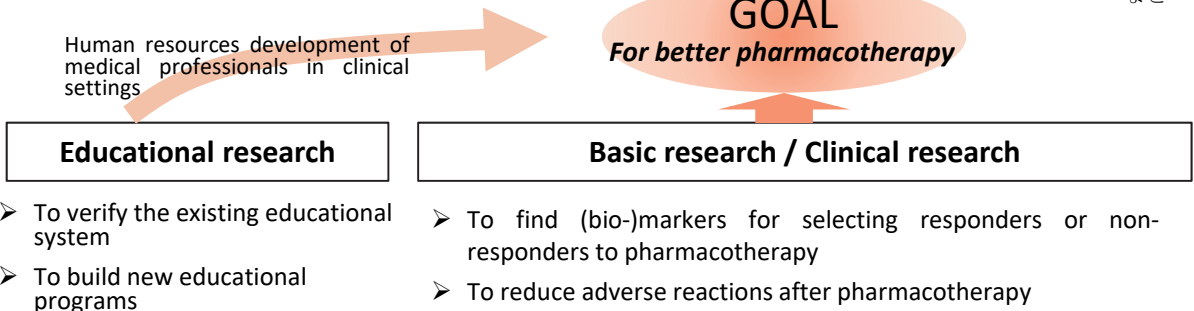 GOAL
For better pharmacotherapy
Human resources development of
medical professionals in clinical
settings
Educational research
➢ To verify the existing educational
system
➢ To build new educational
programs
Basic research / Clinical research
➢ To find (bio-)markers for selecting responders or non-
responders to pharmacotherapy
➢ To reduce adverse reactions after pharmacotherapy